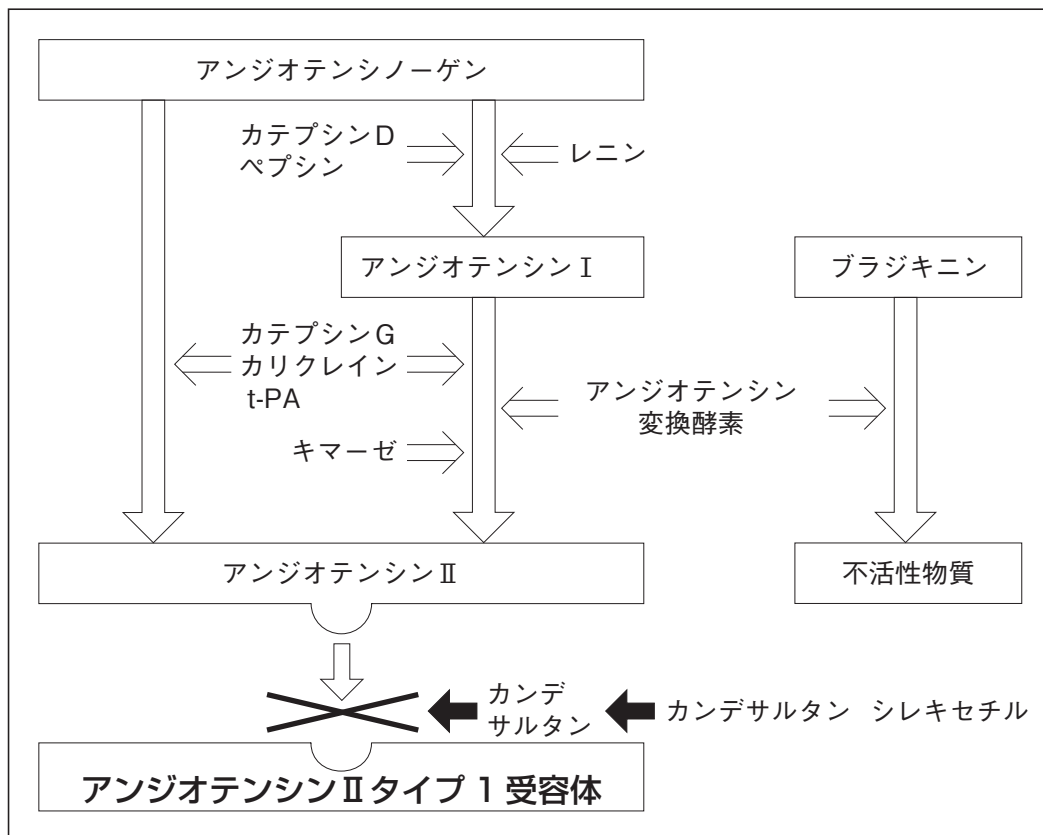 アンジオテンシノーゲン
カテプシンD
ペプシン
レニン
アンジオテンシンⅠ
ブラジキニン
カテプシンG
カリクレイン
t-PA
アンジオテンシン
変換酵素
キマーゼ
アンジオテンシンⅡ
不活性物質
カンデ
サルタン
カンデサルタン シレキセチル
アンジオテンシンⅡタイプ1受容体